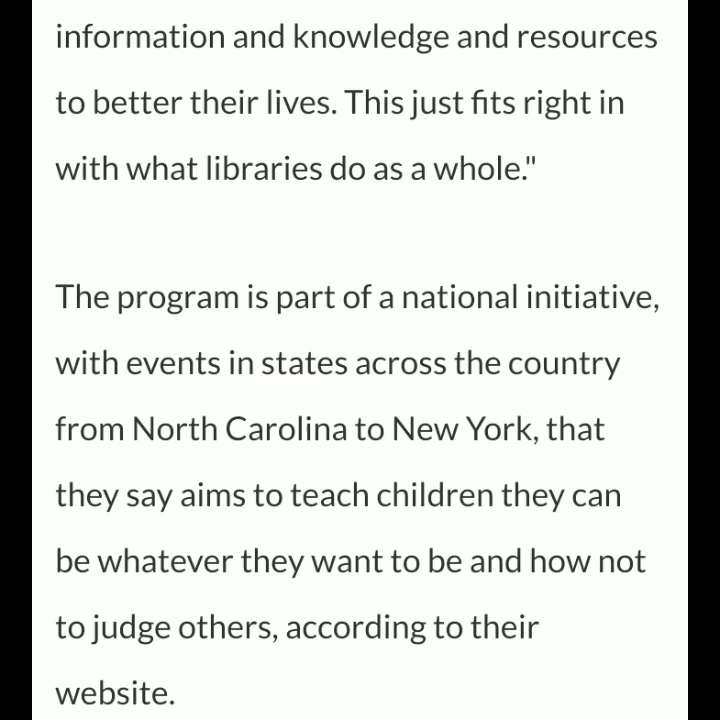 information and knowledge and resources
to better their lives. This just fits right in
with what libraries do as a whole."
The program is part of a national initiative,
with events in states across the country
from North Carolina to New York, that
they say aims to teach children they can
be whatever they want to be and how not
to judge others, according to their
website.